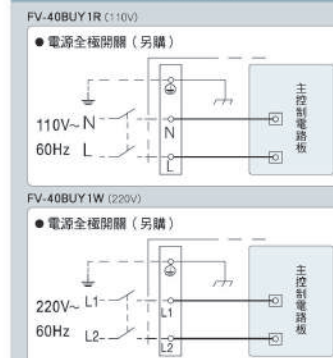 FV-40BUY1R (110V)
●電源全極開關（另購）
110V~ N
60Hz L
N
L
主控制電路板
FV-40BUY1W (220V)
●電源全極開關（另購）
220V~ L1
60Hz L2
L1
L2
主控制電路板